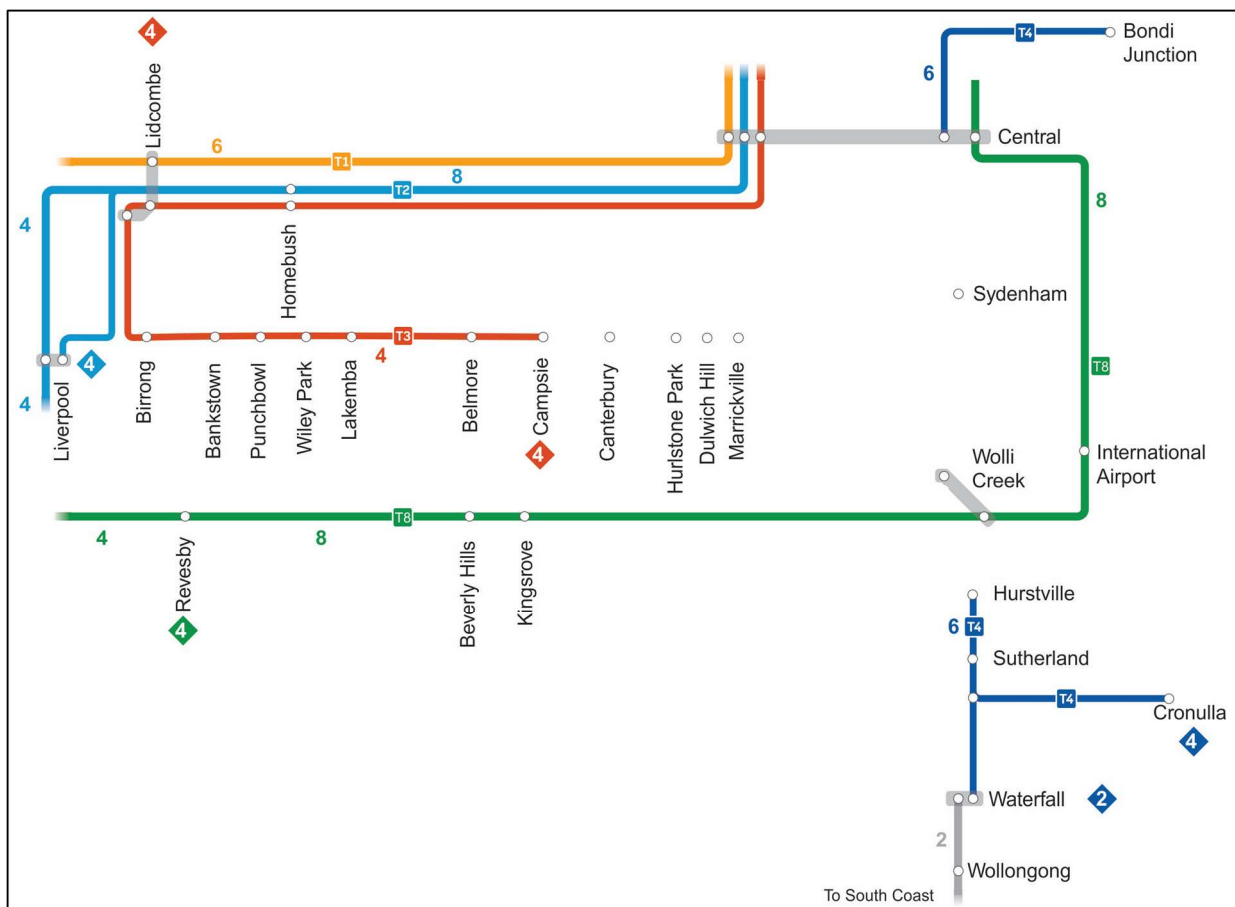 4
T4
Bondi
Junction
6
Lidcombe
Central
6
T1
8
T2
4
8
Homebush
Sydenham
T3
4
4
T8
4
Liverpool
Birrong
Bankstown
Punchbowl
Wiley Park
Lakemba
Belmore
Campsie
Canterbury
Hurlstone Park
Dulwich Hill
Marrickville
4
Wolli
Creek
International
Airport
T8
4
8
Revesby
Beverly Hills
Kingsrove
4
Hurstville
6
T4
Sutherland
T4
Cronulla
4
Waterfall
2
2
Wollongong
To South Coast